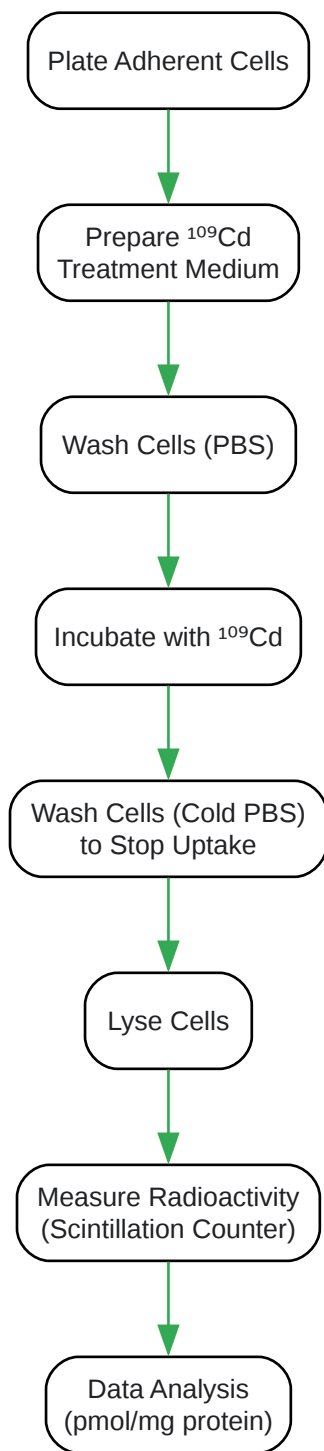 Plate Adherent Cells
Prepare ¹⁰⁹Cd
Treatment Medium
Wash Cells (PBS)
Incubate with ¹⁰⁹Cd
Wash Cells (Cold PBS)
to Stop Uptake
Lyse Cells
Measure Radioactivity
(Scintillation Counter)
Data Analysis
(pmol/mg protein)